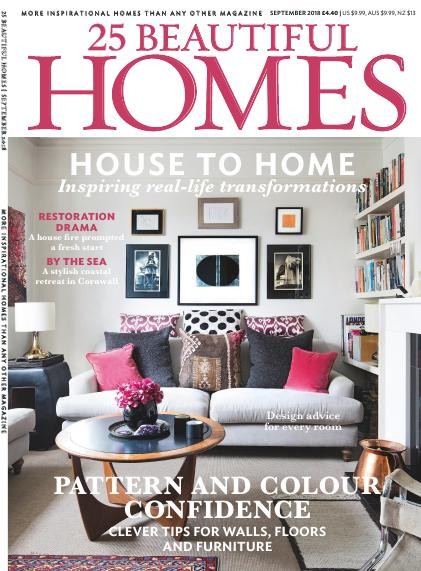 MORE INSPIRATIONAL HOMES THAN ANY OTHER MAGAZINE SEPTEMBER 2018 £4.40 | US $9.99, AUS $9.99, NZ $13
25 BEAUTIFUL
HOMES
HOUSE TO HOME
Inspiring real-life transformations
RESTORATION
DRAMA
A house fire prompted
a fresh start
BY THE SEA
A stylish coastal
retreat in Cornwall
LONDON
Design advice
for every room
PATTERN AND COLOUR
CONFIDENCE
CLEVER TIPS FOR WALLS, FLOORS
AND FURNITURE
25 BEAUTIFUL HOMES | SEPTEMBER 2018
MORE INSPIRATIONAL HOMES THAN ANY OTHER MAGAZINE